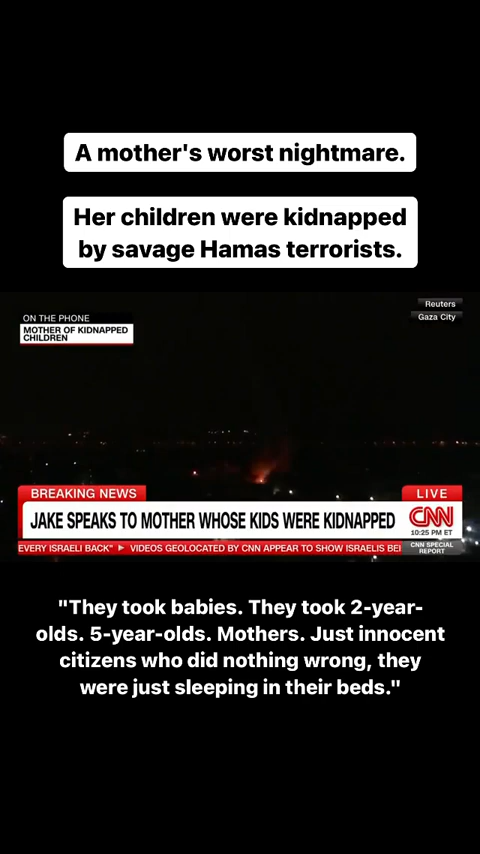 A mother's worst nightmare.
Her children were kidnapped
by savage Hamas terrorists.
Reuters
Gaza City
ON THE PHONE
MOTHER OF KIDNAPPED
CHILDREN
BREAKING NEWS
LIVE
JAKE SPEAKS TO MOTHER WHOSE KIDS WERE KIDNAPPED
CNN
10:25 PM ET
EVERY ISRAELI BACK" ▶ VIDEOS GEOLOCATED BY CNN APPEAR TO SHOW ISRAELIS BEI
CNN SPECIAL
REPORT
"They took babies. They took 2-year-
olds. 5-year-olds. Mothers. Just innocent
citizens who did nothing wrong, they
were just sleeping in their beds."